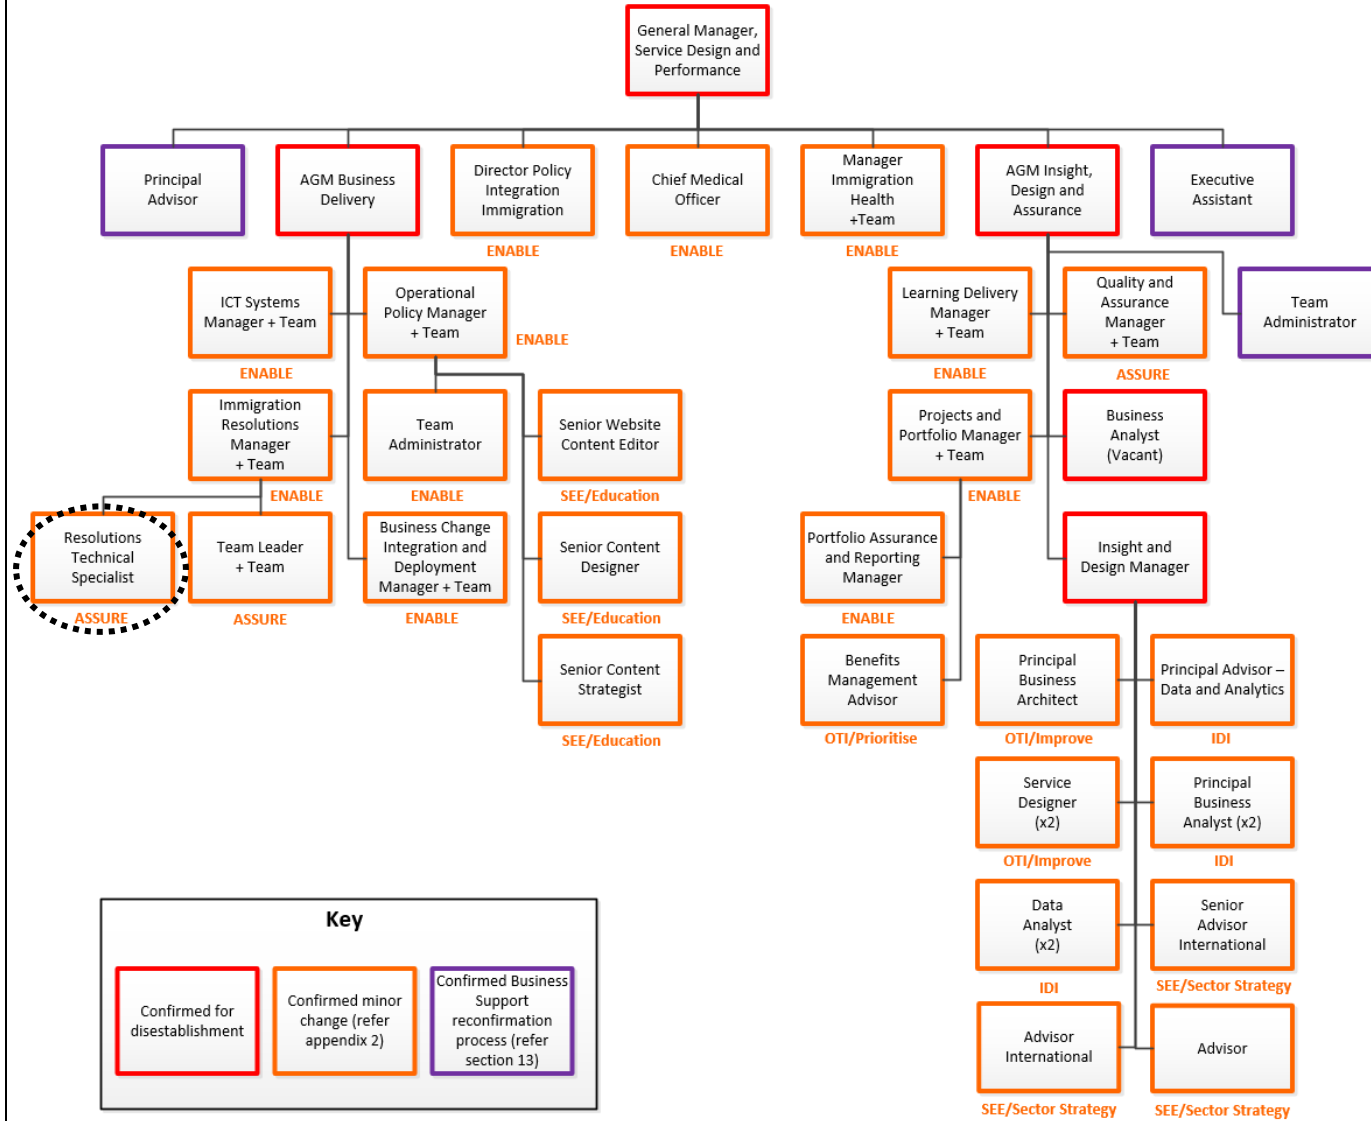 General Manager,
Service Design and
Performance
Principal
Advisor
AGM Business
Delivery
Director Policy
Integration
Immigration
ENABLE
Chief Medical
Officer
ENABLE
Manager
Immigration
Health
+Team
ENABLE
AGM Insight,
Design and
Assurance
Executive
Assistant
ICT Systems
Manager + Team
ENABLE
Operational
Policy Manager
+ Team
ENABLE
Learning Delivery
Manager
+ Team
ENABLE
Quality and
Assurance
Manager
+ Team
ASSURE
Team
Administrator
Immigration
Resolutions
Manager
+ Team
ENABLE
Team
Administrator
ENABLE
Senior Website
Content Editor
SEE/Education
Projects and
Portfolio Manager
+ Team
ENABLE
Business
Analyst
(Vacant)
Resolutions
Technical
Specialist
ASSURE
Team Leader
+ Team
ASSURE
Business Change
Integration and
Deployment
Manager + Team
ENABLE
Senior Content
Designer
SEE/Education
Portfolio Assurance
and Reporting
Manager
ENABLE
Insight and
Design Manager
Senior Content
Strategist
SEE/Education
Benefits
Management
Advisor
OTI/Prioritise
Principal
Business
Architect
OTI/Improve
Principal Advisor –
Data and Analytics
IDI
Service
Designer
(x2)
OTI/Improve
Principal
Business
Analyst (x2)
IDI
Data
Analyst
(x2)
IDI
Senior
Advisor
International
SEE/Sector Strategy
Advisor
International
SEE/Sector Strategy
Advisor
SEE/Sector Strategy
Key
Confirmed for
disestablishment
Confirmed minor
change (refer
appendix 2)
Confirmed Business
Support
reconfirmation
process (refer
section 13)